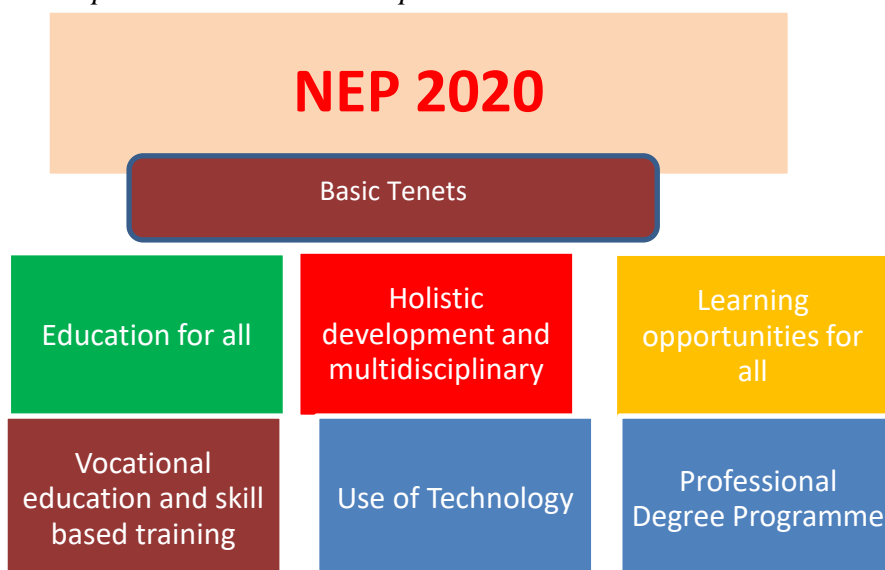 NEP 2020
Basic Tenets
Education for all
Holistic
development and
multidisciplinary
Learning
opportunities for
all
Vocational
education and skill
based training
Use of Technology
Professional
Degree Programme